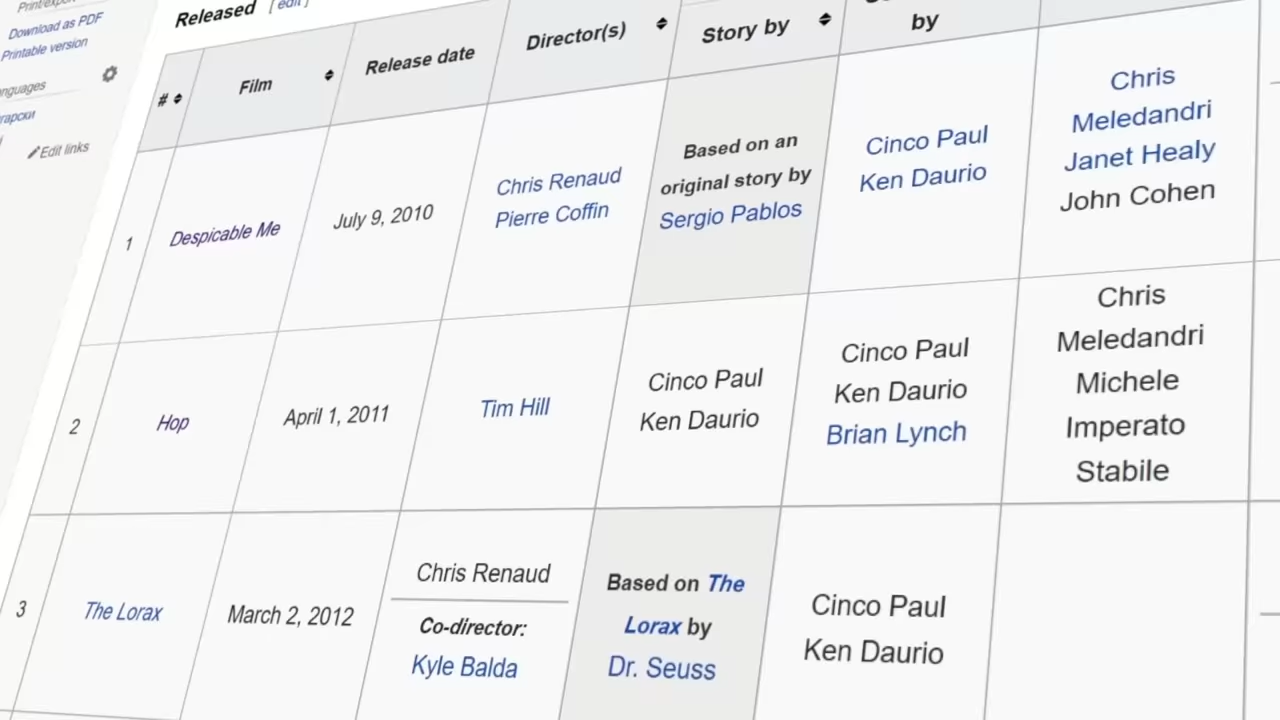 Print/export
Download as PDF
Printable version
Edit links
Released [ edit ]
#
Film
Release date
Director(s)
Story by
by
1
Despicable Me
July 9, 2010
Chris Renaud
Pierre Coffin
Based on an
original story by
Sergio Pablos
Cinco Paul
Ken Daurio
Chris
Meledandri
Janet Healy
John Cohen
2
Hop
April 1, 2011
Tim Hill
Cinco Paul
Ken Daurio
Cinco Paul
Ken Daurio
Brian Lynch
Chris
Meledandri
Michele
Imperato
Stabile
3
The Lorax
March 2, 2012
Chris Renaud
Co-director:
Kyle Balda
Based on The
Lorax by
Dr. Seuss
Cinco Paul
Ken Daurio